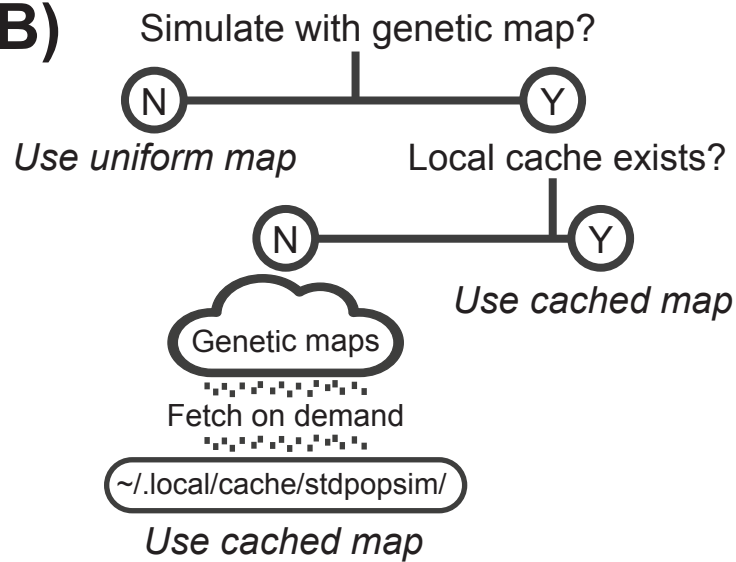 B)
Simulate with genetic map?
N
Y
Use uniform map
Local cache exists?
N
Y
Use cached map
Genetic maps
Fetch on demand
~/.local/cache/stdpopsim/
Use cached map